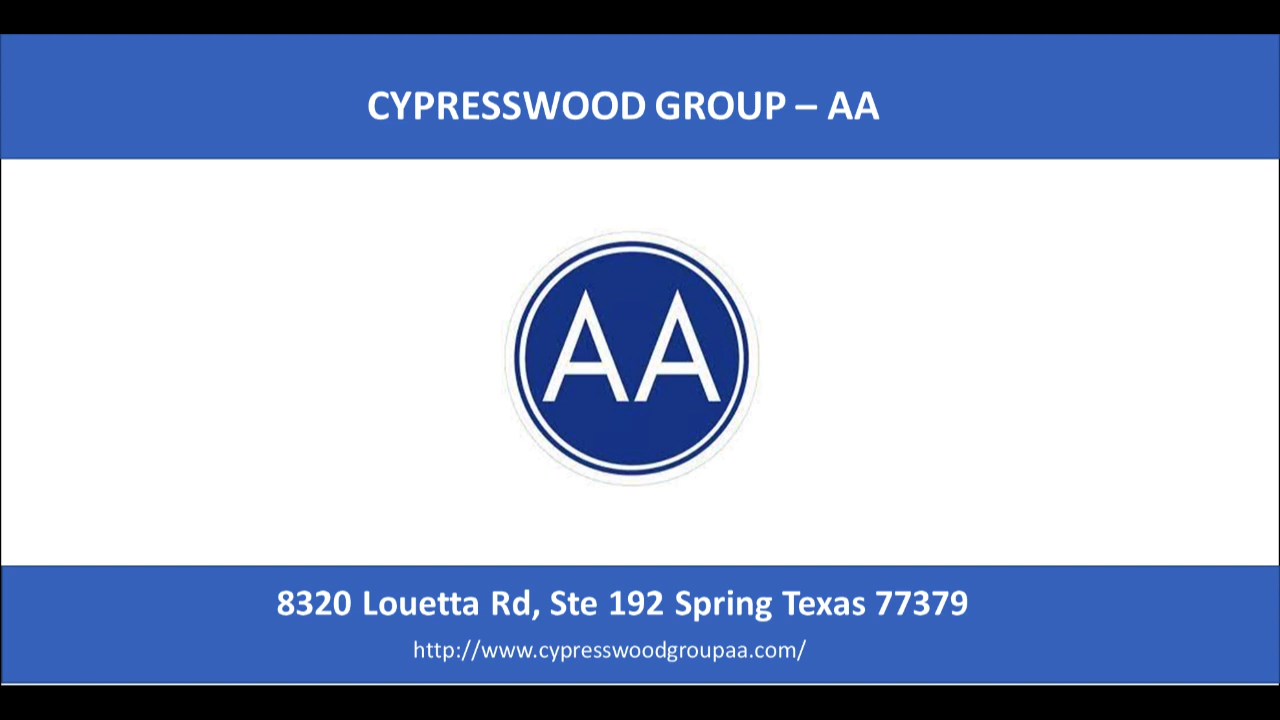 CYPRESSWOOD GROUP – AA
AA
8320 Louetta Rd, Ste 192 Spring Texas 77379
http://www.cypresswoodgroupaa.com/